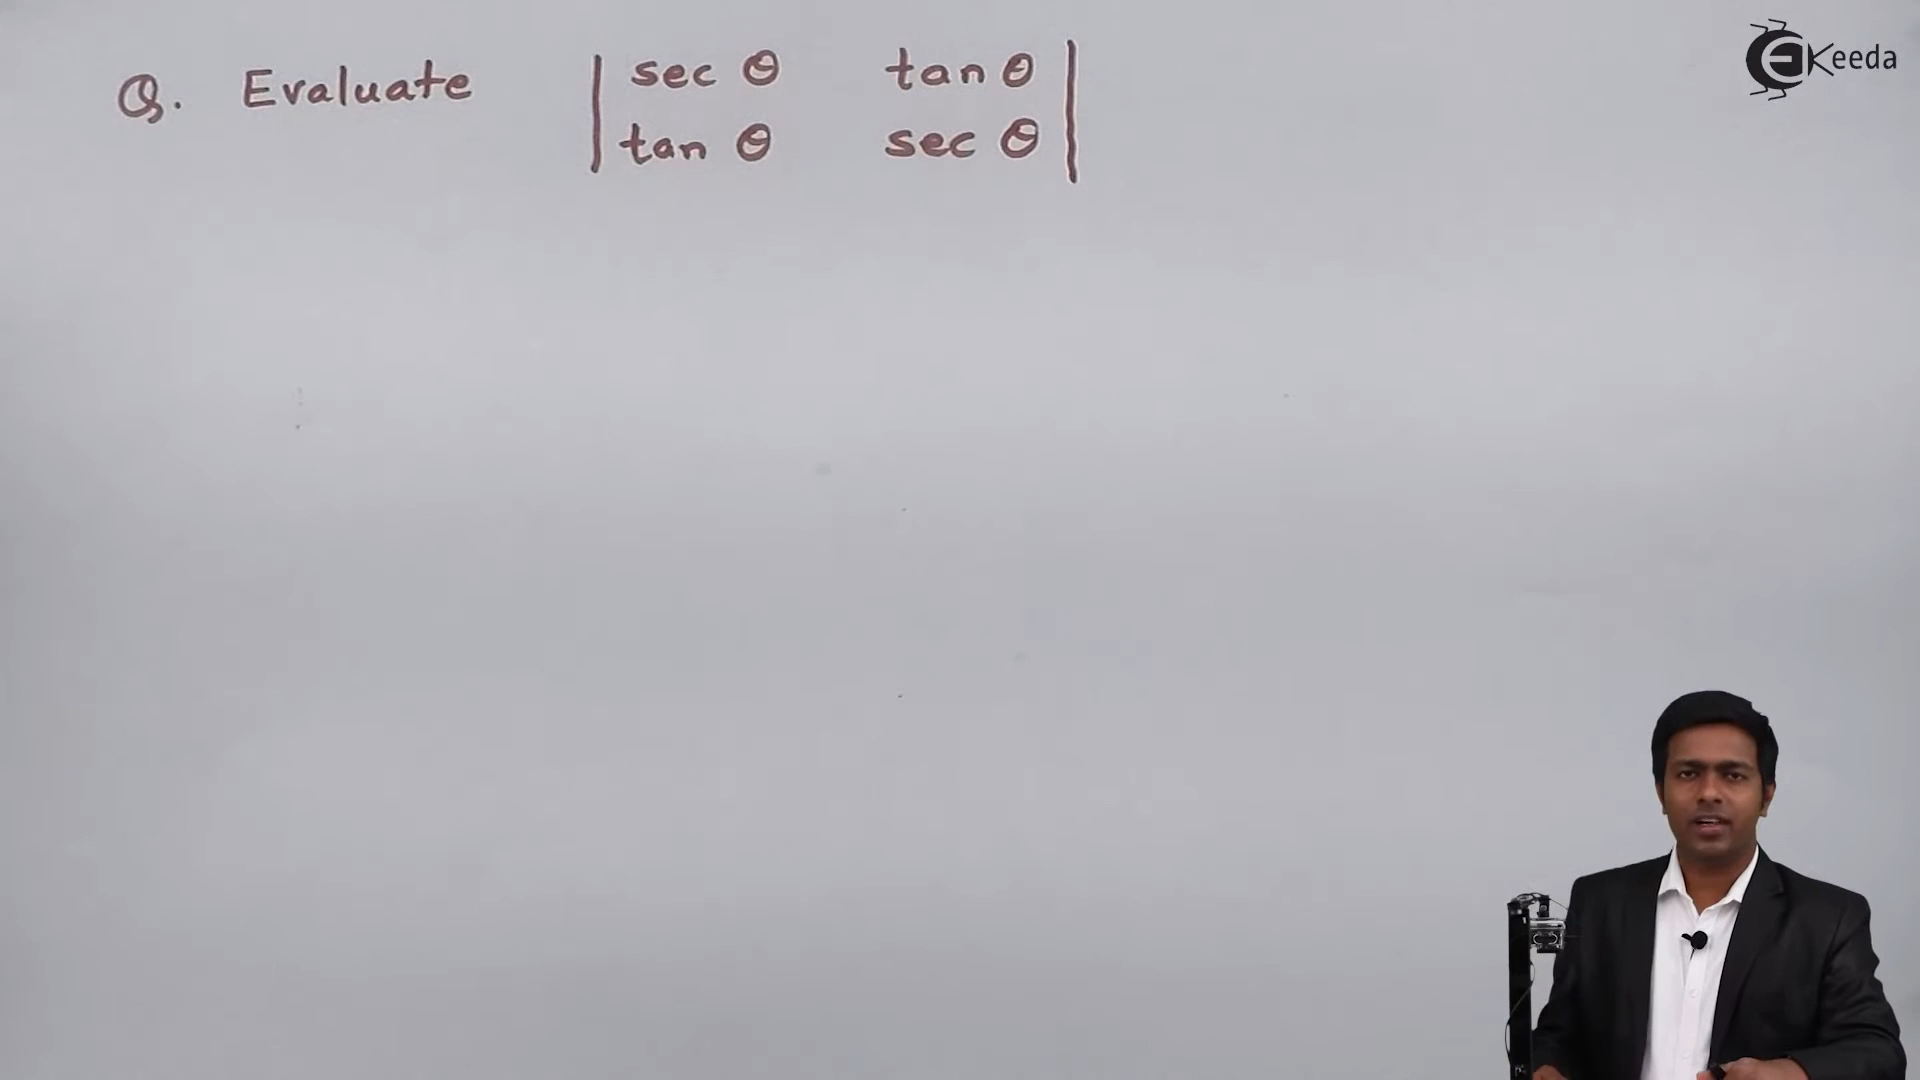 Q. Evaluate | sec θ tan θ |
| tan θ sec θ |
EKeeda